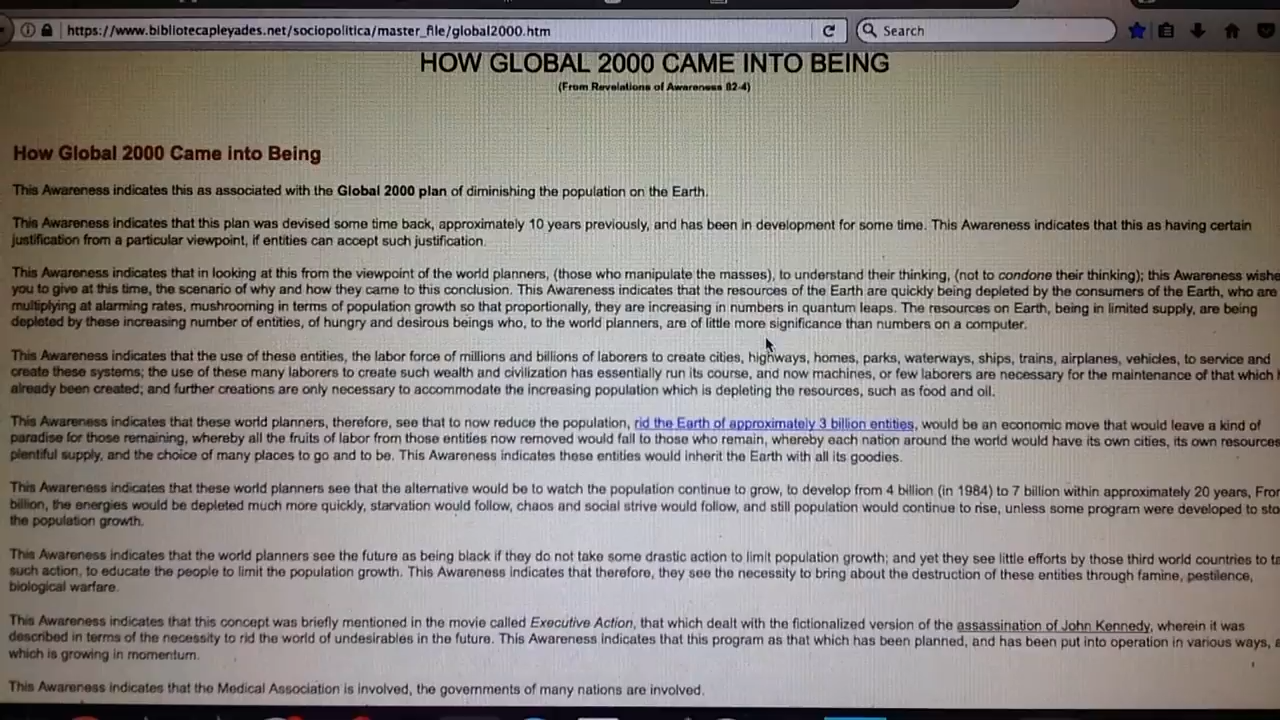 https://www.bibliotecapleyades.net/sociopolitica/master_file/global2000.htm
Search
HOW GLOBAL 2000 CAME INTO BEING
(From Revelations of Awareness 82-4)
How Global 2000 Came into Being
This Awareness indicates this as associated with the Global 2000 plan of diminishing the population on the Earth.
This Awareness indicates that this plan was devised some time back, approximately 10 years previously, and has been in development for some time. This Awareness indicates that this as having certain
justification from a particular viewpoint, if entities can accept such justification.
This Awareness indicates that in looking at this from the viewpoint of the world planners, (those who manipulate the masses), to understand their thinking, (not to condone their thinking); this Awareness wishe
you to give at this time, the scenario of why and how they came to this conclusion. This Awareness indicates that the resources of the Earth are quickly being depleted by the consumers of the Earth, who are
multiplying at alarming rates, mushrooming in terms of population growth so that proportionally, they are increasing in numbers in quantum leaps. The resources on Earth, being in limited supply, are being
depleted by these increasing number of entities, of hungry and desirous beings who, to the world planners, are of little more significance than numbers on a computer.
This Awareness indicates that the use of these entities, the labor force of millions and billions of laborers to create cities, highways, homes, parks, waterways, ships, trains, airplanes, vehicles, to service and
create these systems; the use of these many laborers to create such wealth and civilization has essentially run its course, and now machines, or few laborers are necessary for the maintenance of that which
already been created; and further creations are only necessary to accommodate the increasing population which is depleting the resources, such as food and oil.
This Awareness indicates that these world planners, therefore, see that to now reduce the population, rid the Earth of approximately 3 billion entities, would be an economic move that would leave a kind of
paradise for those remaining, whereby all the fruits of labor from those entities now removed would fall to those who remain, whereby each nation around the world would have its own cities, its own resources
plentiful supply, and the choice of many places to go and to be. This Awareness indicates these entities would inherit the Earth with all its goodies.
This Awareness indicates that these world planners see that the alternative would be to watch the population continue to grow, to develop from 4 billion (in 1984) to 7 billion within approximately 20 years, Fro
billion, the energies would be depleted much more quickly, starvation would follow, chaos and social strive would follow, and still population would continue to rise, unless some program were developed to sto
the population growth.
This Awareness indicates that the world planners see the future as being black if they do not take some drastic action to limit population growth; and yet they see little efforts by those third world countries to ta
such action, to educate the people to limit the population growth. This Awareness indicates that therefore, they see the necessity to bring about the destruction of these entities through famine, pestilence,
biological warfare.
This Awareness indicates that this concept was briefly mentioned in the movie called Executive Action, that which dealt with the fictionalized version of the assassination of John Kennedy, wherein it was
described in terms of the necessity to rid the world of undesirables in the future. This Awareness indicates that this program as that which has been planned, and has been put into operation in various ways, a
which is growing in momentum.
This Awareness indicates that the Medical Association is involved, the governments of many nations are involved.